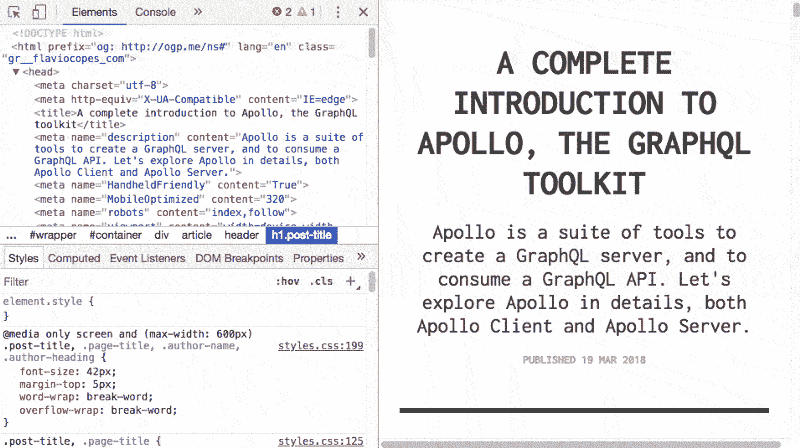 Elements Console » 2 1
<!DOCTYPE html>
<html prefix="og: http://ogp.me/ns#" lang="en" class=
"gr__flaviocopes_com">
▼<head>
<meta charset="utf-8">
<meta http-equiv="X-UA-Compatible" content="IE=edge">
<title>A complete introduction to Apollo, the GraphQL
toolkit</title>
<meta name="description" content="Apollo is a suite of
tools to create a GraphQL server, and to consume a
GraphQL API. Let's explore Apollo in details, both
Apollo Client and Apollo Server.">
<meta name="HandheldFriendly" content="True">
<meta name="MobileOptimized" content="320">
<meta name="robots" content="index,follow">
... #wrapper #container div article header h1.post-title
Styles Computed Event Listeners DOM Breakpoints Properties »
Filter :hov .cls +
element.style {
}
@media only screen and (max-width: 600px)
.post-title, .page-title, .author-name, styles.css:199
.author-heading {
font-size: 42px;
margin-top: 5px;
word-wrap: break-word;
overflow-wrap: break-word;
}
.post-title, .page-title { styles.css:125
A COMPLETE
INTRODUCTION TO
APOLLO, THE GRAPHQL
TOOLKIT
Apollo is a suite of tools to
create a GraphQL server, and to
consume a GraphQL API. Let's
explore Apollo in details, both
Apollo Client and Apollo Server.
PUBLISHED 19 MAR 2018